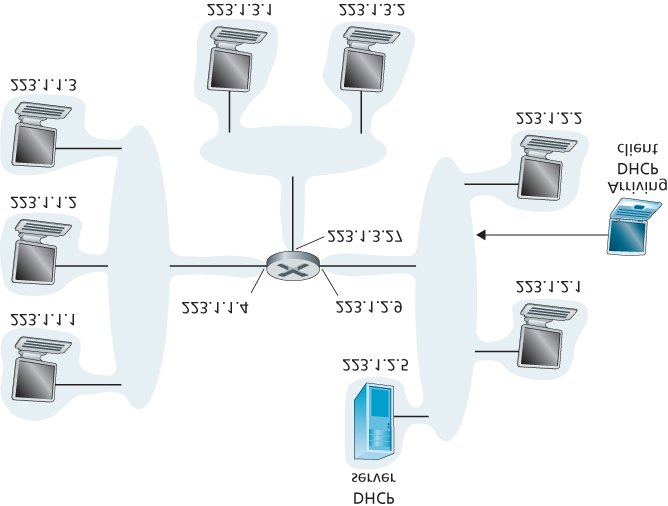 DHCP
server
223.1.2.5
223.1.1.1
223.1.2.1
223.1.1.4
223.1.2.9
223.1.3.27
223.1.1.2
Arriving
DHCP
client
223.1.2.2
223.1.1.3
223.1.3.1
223.1.3.2